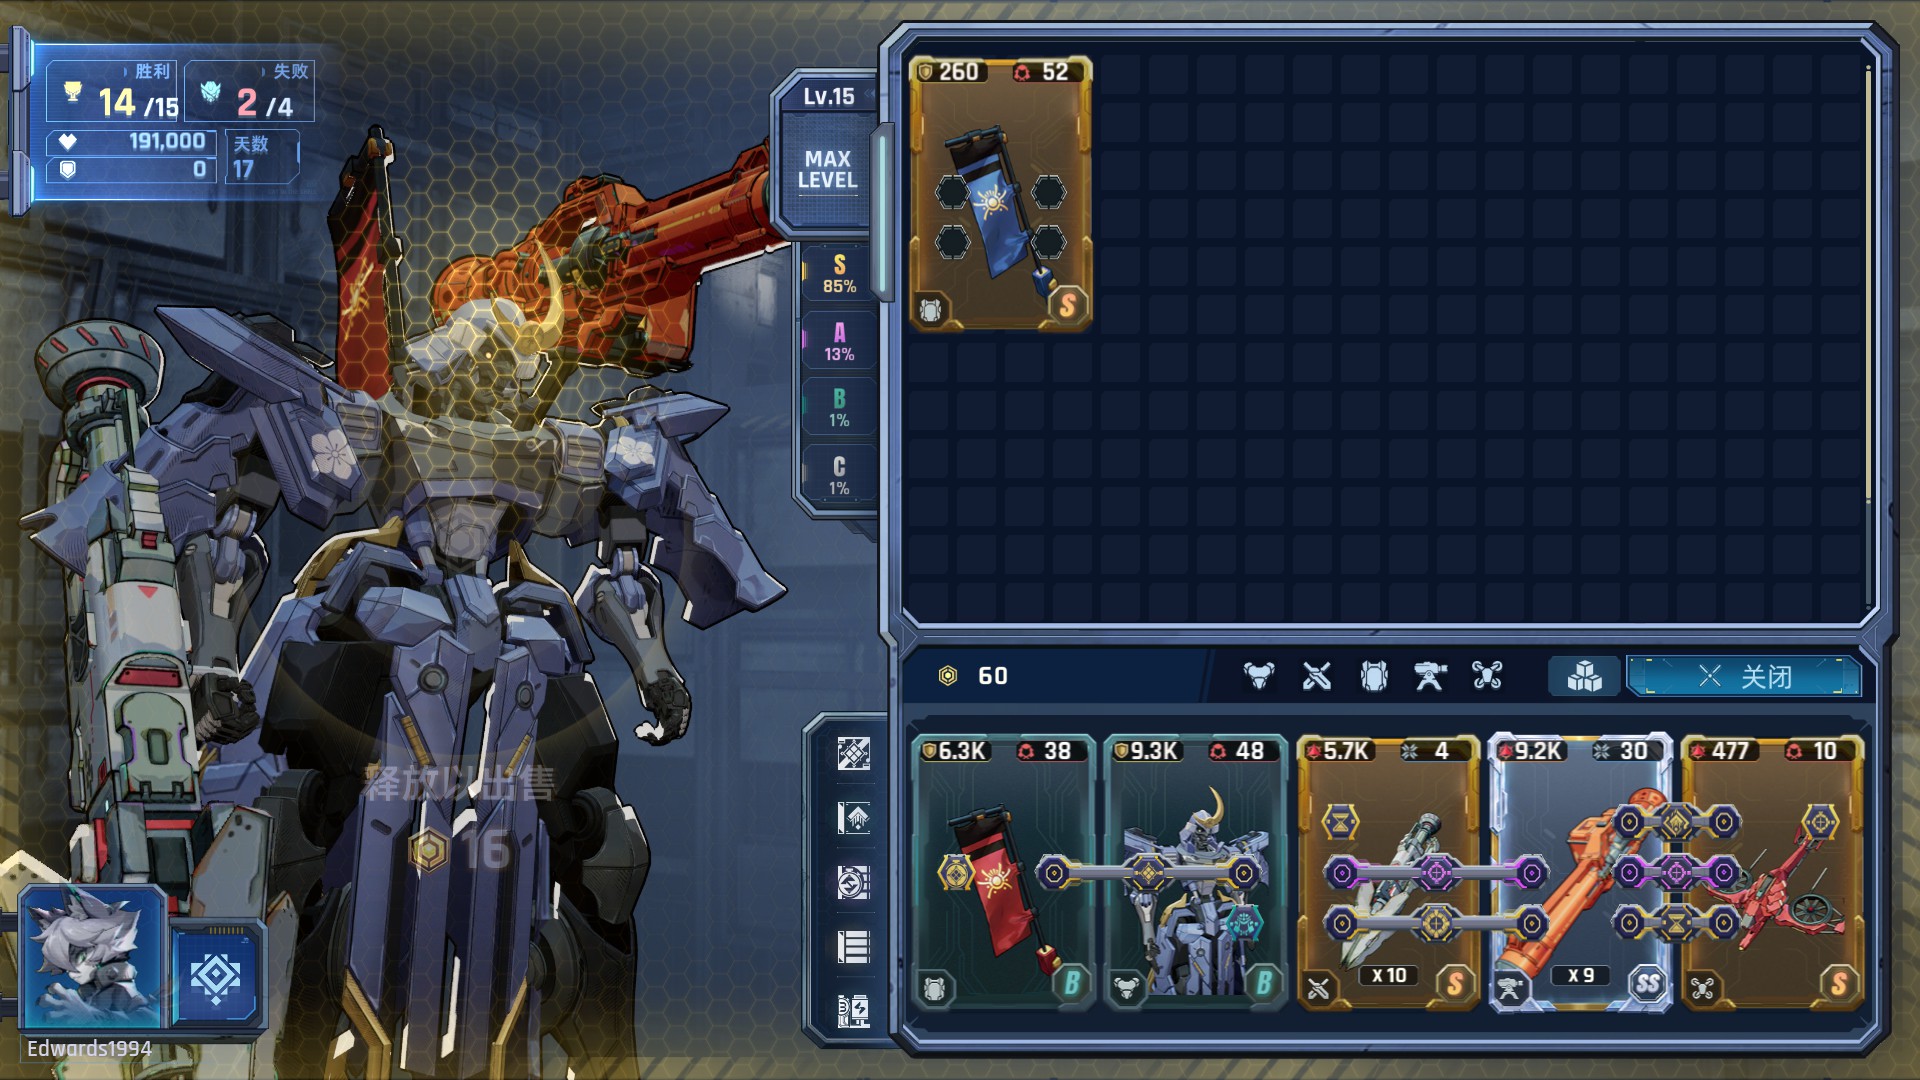 胜利
14 /15
失败
2 /4
191,000
0
天数
17
Lv.15
MAX
LEVEL
S
85%
A
13%
B
1%
C
1%
260
52
S
60
关闭
释放以出售
16
6.3K
38
B
9.3K
48
B
5.7K
4
x10
S
9.2K
30
x9
SS
477
10
S
Edwards1994